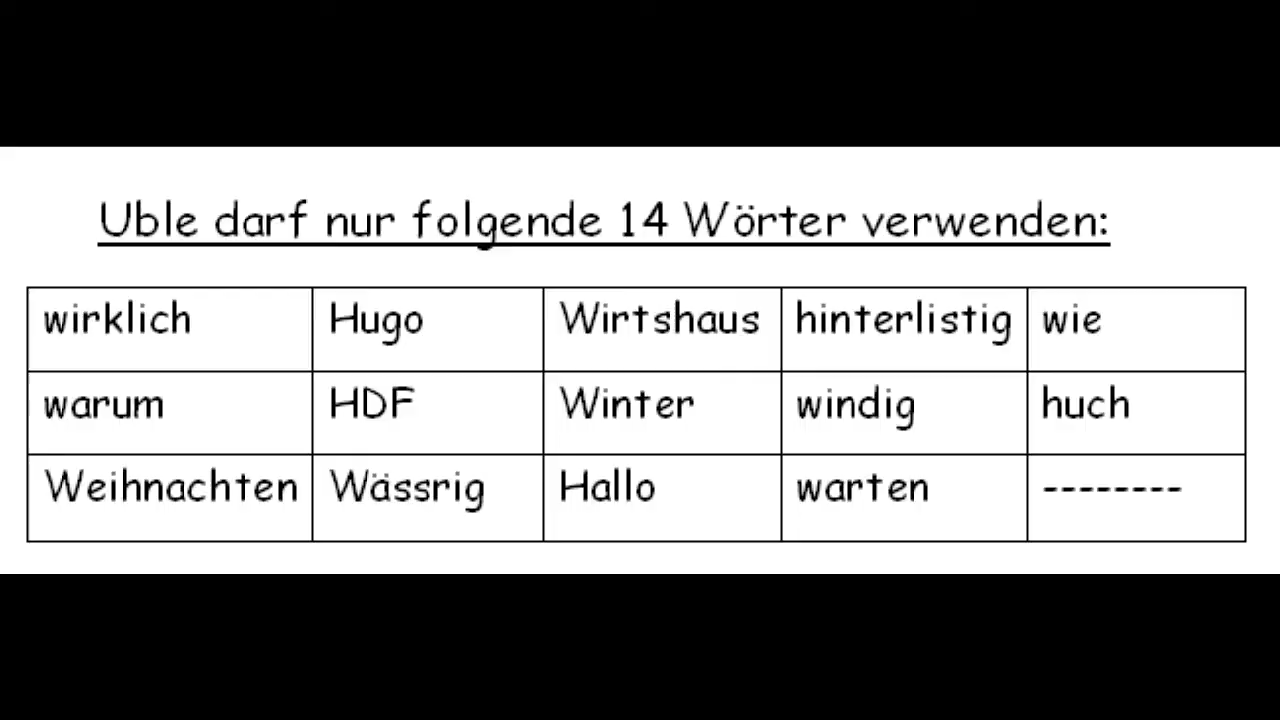 Uble darf nur folgende 14 Wörter verwenden:
wirklich Hugo Wirtshaus hinterlistig wie
warum HDF Winter windig huch
Weihnachten Wässrig Hallo warten --------